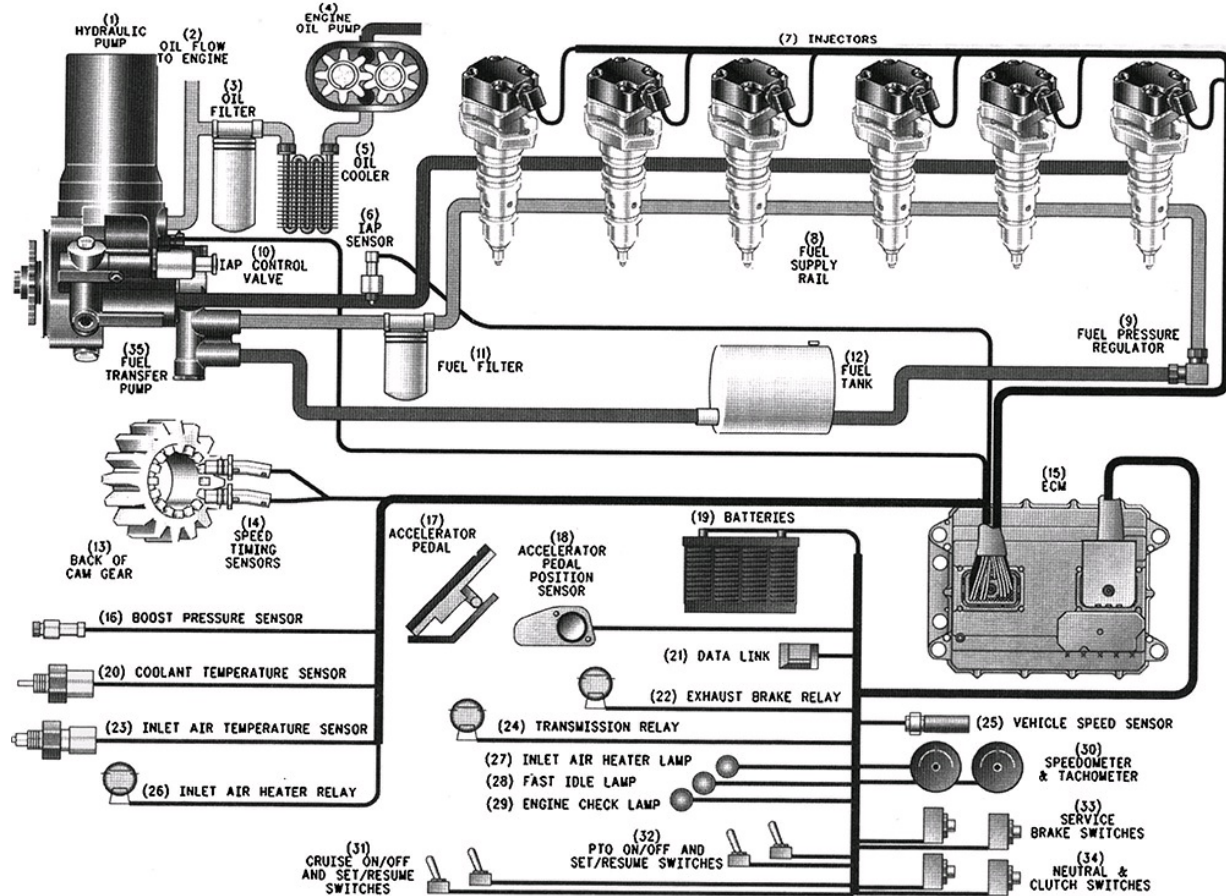 (1)
HYDRAULIC
PUMP
(2)
OIL FLOW
TO ENGINE
(3)
OIL
FILTER
(4)
ENGINE
OIL PUMP
(5)
OIL
COOLER
(6)
IAP
SENSOR
(7) INJECTORS
(8)
FUEL
SUPPLY
RAIL
(9)
FUEL PRESSURE
REGULATOR
(10)
IAP CONTROL
VALVE
(35)
FUEL
TRANSFER
PUMP
(11)
FUEL FILTER
(12)
FUEL
TANK
(13)
BACK OF
CAM GEAR
(14)
SPEED
TIMING
SENSORS
(15)
ECM
(16) BOOST PRESSURE SENSOR
(17)
ACCELERATOR
PEDAL
(18)
ACCELERATOR
PEDAL
POSITION
SENSOR
(19) BATTERIES
(20) COOLANT TEMPERATURE SENSOR
(21) DATA LINK
(22) EXHAUST BRAKE RELAY
(23) INLET AIR TEMPERATURE SENSOR
(24) TRANSMISSION RELAY
(25) VEHICLE SPEED SENSOR
(26) INLET AIR HEATER RELAY
(27) INLET AIR HEATER LAMP
(28) FAST IDLE LAMP
(29) ENGINE CHECK LAMP
(30)
SPEEDOMETER
& TACHOMETER
(31)
CRUISE ON/OFF
AND SET/RESUME
SWITCHES
(32)
PTO ON/OFF AND
SET/RESUME SWITCHES
(33)
SERVICE
BRAKE SWITCHES
(34)
NEUTRAL &
CLUTCH SWITCHES